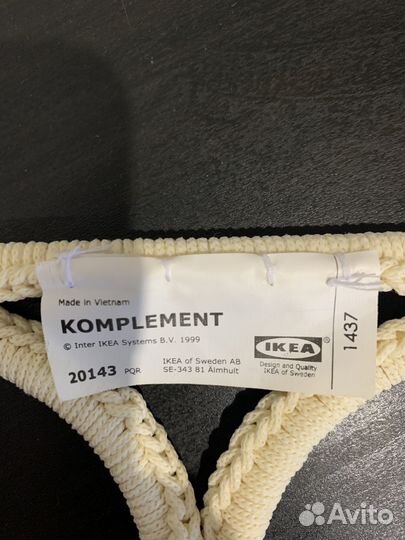 Made in Vietnam
KOMPLEMENT
© Inter IKEA Systems B.V. 1999
20143 PQR
IKEA of Sweden AB
SE-343 81 Älmhult
IKEA
®
Design and Quality
IKEA of Sweden
1437
Avito